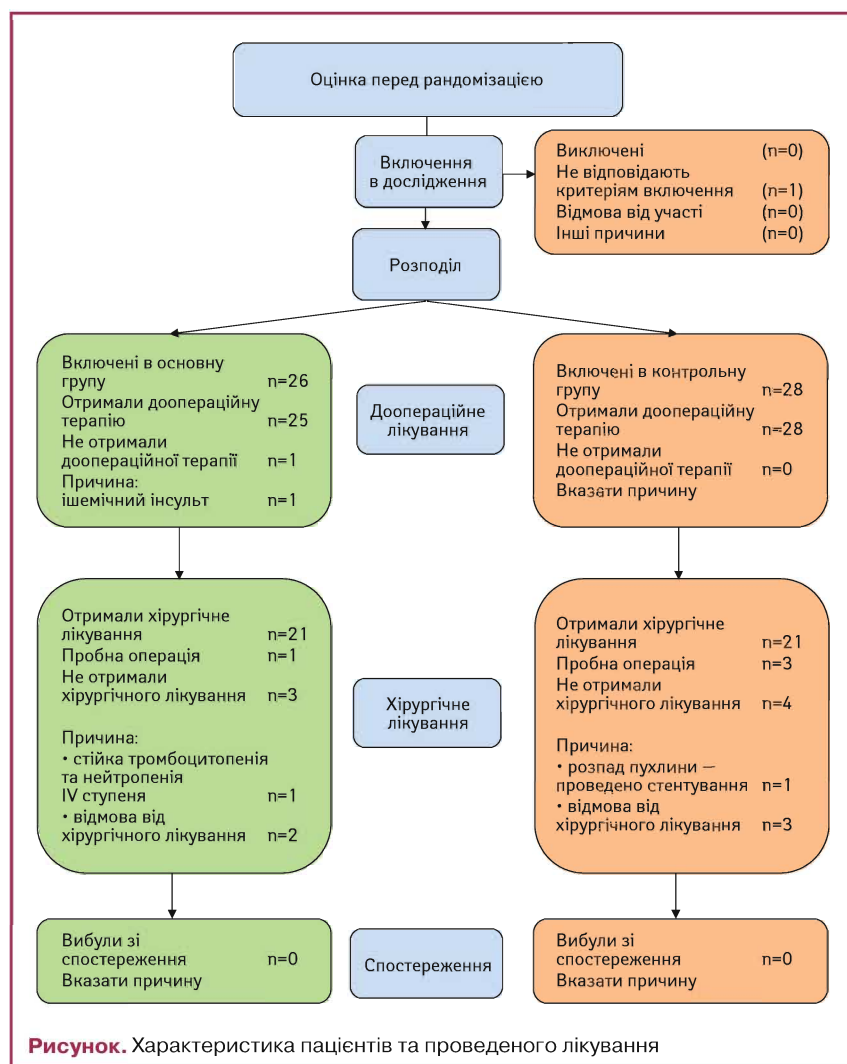 Оцінка перед рандомізацією
Включення
в дослідження
Виключені (n=0)
Не відповідають
критеріям включення (n=1)
Відмова від участі (n=0)
Інші причини (n=0)
Розподіл
Включені в основну
групу n=26
Отримали доопераційну
терапію n=25
Не отримали
доопераційної терапії n=1
Причина:
ішемічний інсульт n=1
Доопераційне
лікування
Включені в контрольну
групу n=28
Отримали доопераційну
терапію n=28
Не отримали
доопераційної терапії n=0
Вказати причину
Отримали хірургічне
лікування n=21
Пробна операція n=1
Не отримали
хірургічного лікування n=3
Причина:
• стійка тромбоцитопенія
та нейтропенія
IV ступеня n=1
• відмова від
хірургічного лікування n=2
Хірургічне
лікування
Отримали хірургічне
лікування n=21
Пробна операція n=3
Не отримали
хірургічного лікування n=4
Причина:
• розпад пухлини —
проведено стентування n=1
• відмова від
хірургічного лікування n=3
Вибули зі
спостереження n=0
Вказати причину
Спостереження
Вибули зі
спостереження n=0
Вказати причину
Рисунок. Характеристика пацієнтів та проведеного лікування